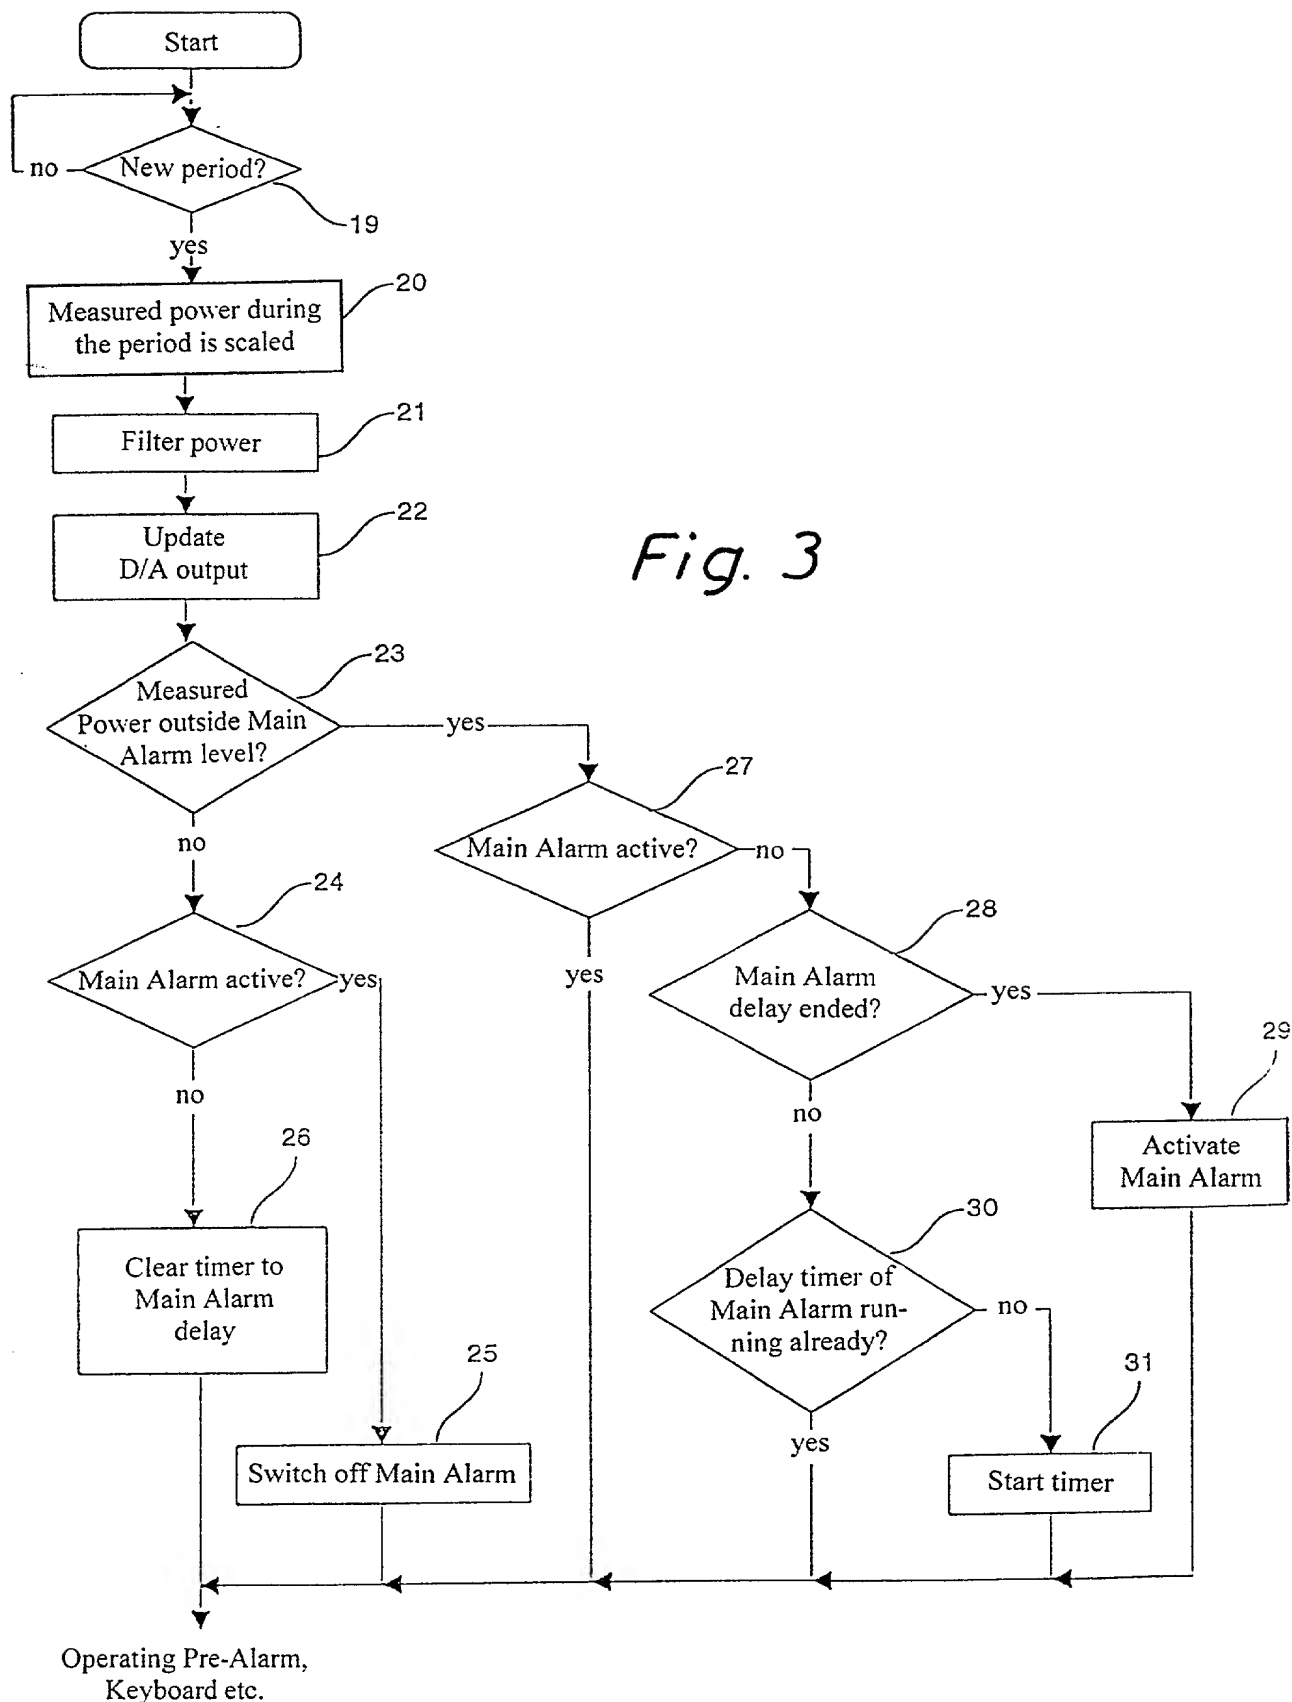 Start
New period?
no
19
yes
20
Measured power during
the period is scaled
21
Filter power
22
Update
D/A output
Fig. 3
23
Measured
Power outside Main
Alarm level?
yes
no
27
Main Alarm active?
no
yes
24
Main Alarm active?
yes
no
28
Main Alarm
delay ended?
yes
no
29
Activate
Main Alarm
26
Clear timer to
Main Alarm
delay
30
Delay timer of
Main Alarm run-
ning already?
no
yes
25
Switch off Main Alarm
31
Start timer
Operating Pre-Alarm,
Keyboard etc.